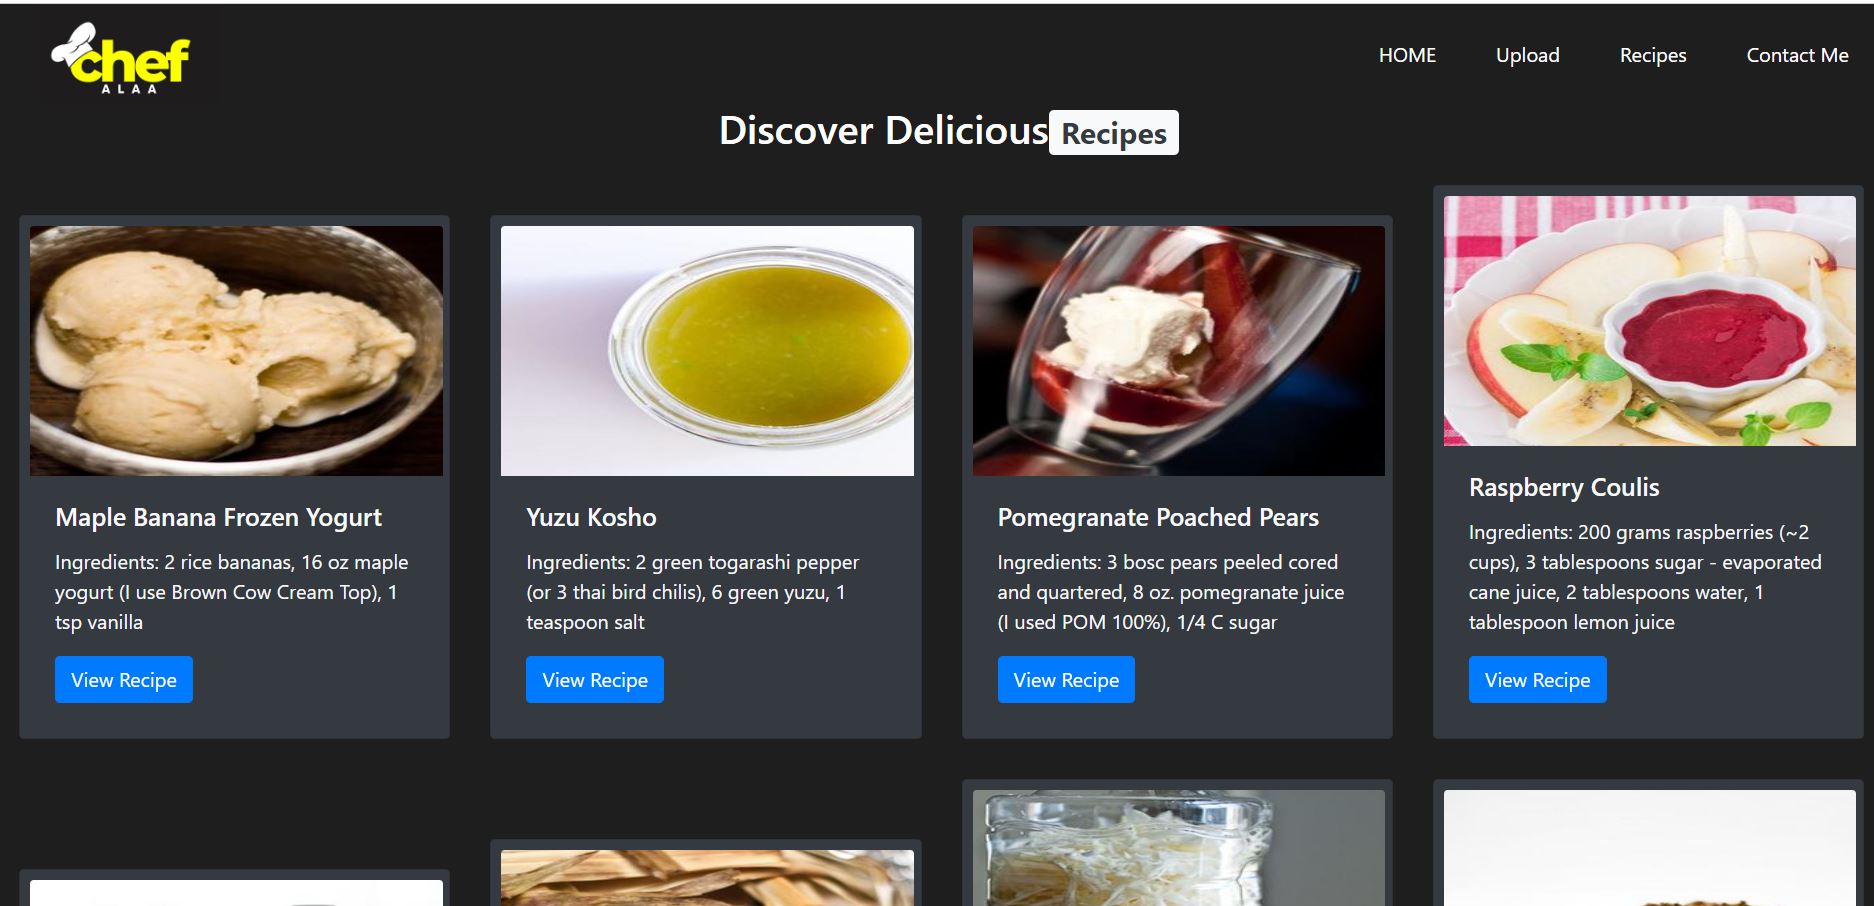 chef
ALAA
HOME
Upload
Recipes
Contact Me
Discover Delicious Recipes
Maple Banana Frozen Yogurt
Ingredients: 2 rice bananas, 16 oz maple
yogurt (I use Brown Cow Cream Top), 1
tsp vanilla
View Recipe
Yuzu Kosho
Ingredients: 2 green togarashi pepper
(or 3 thai bird chilis), 6 green yuzu, 1
teaspoon salt
View Recipe
Pomegranate Poached Pears
Ingredients: 3 bosc pears peeled cored
and quartered, 8 oz. pomegranate juice
(I used POM 100%), 1/4 C sugar
View Recipe
Raspberry Coulis
Ingredients: 200 grams raspberries (~2
cups), 3 tablespoons sugar - evaporated
cane juice, 2 tablespoons water, 1
tablespoon lemon juice
View Recipe